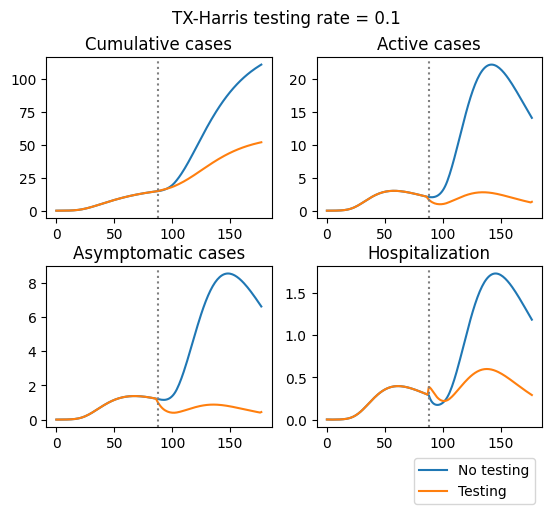 TX-Harris testing rate = 0.1
Cumulative cases
Active cases
100
75
50
25
0
0 50 100 150
20
15
10
5
0
0 50 100 150
Asymptomatic cases
Hospitalization
8
6
4
2
0
0 50 100 150
1.5
1.0
0.5
0.0
0 50 100 150
No testing
Testing